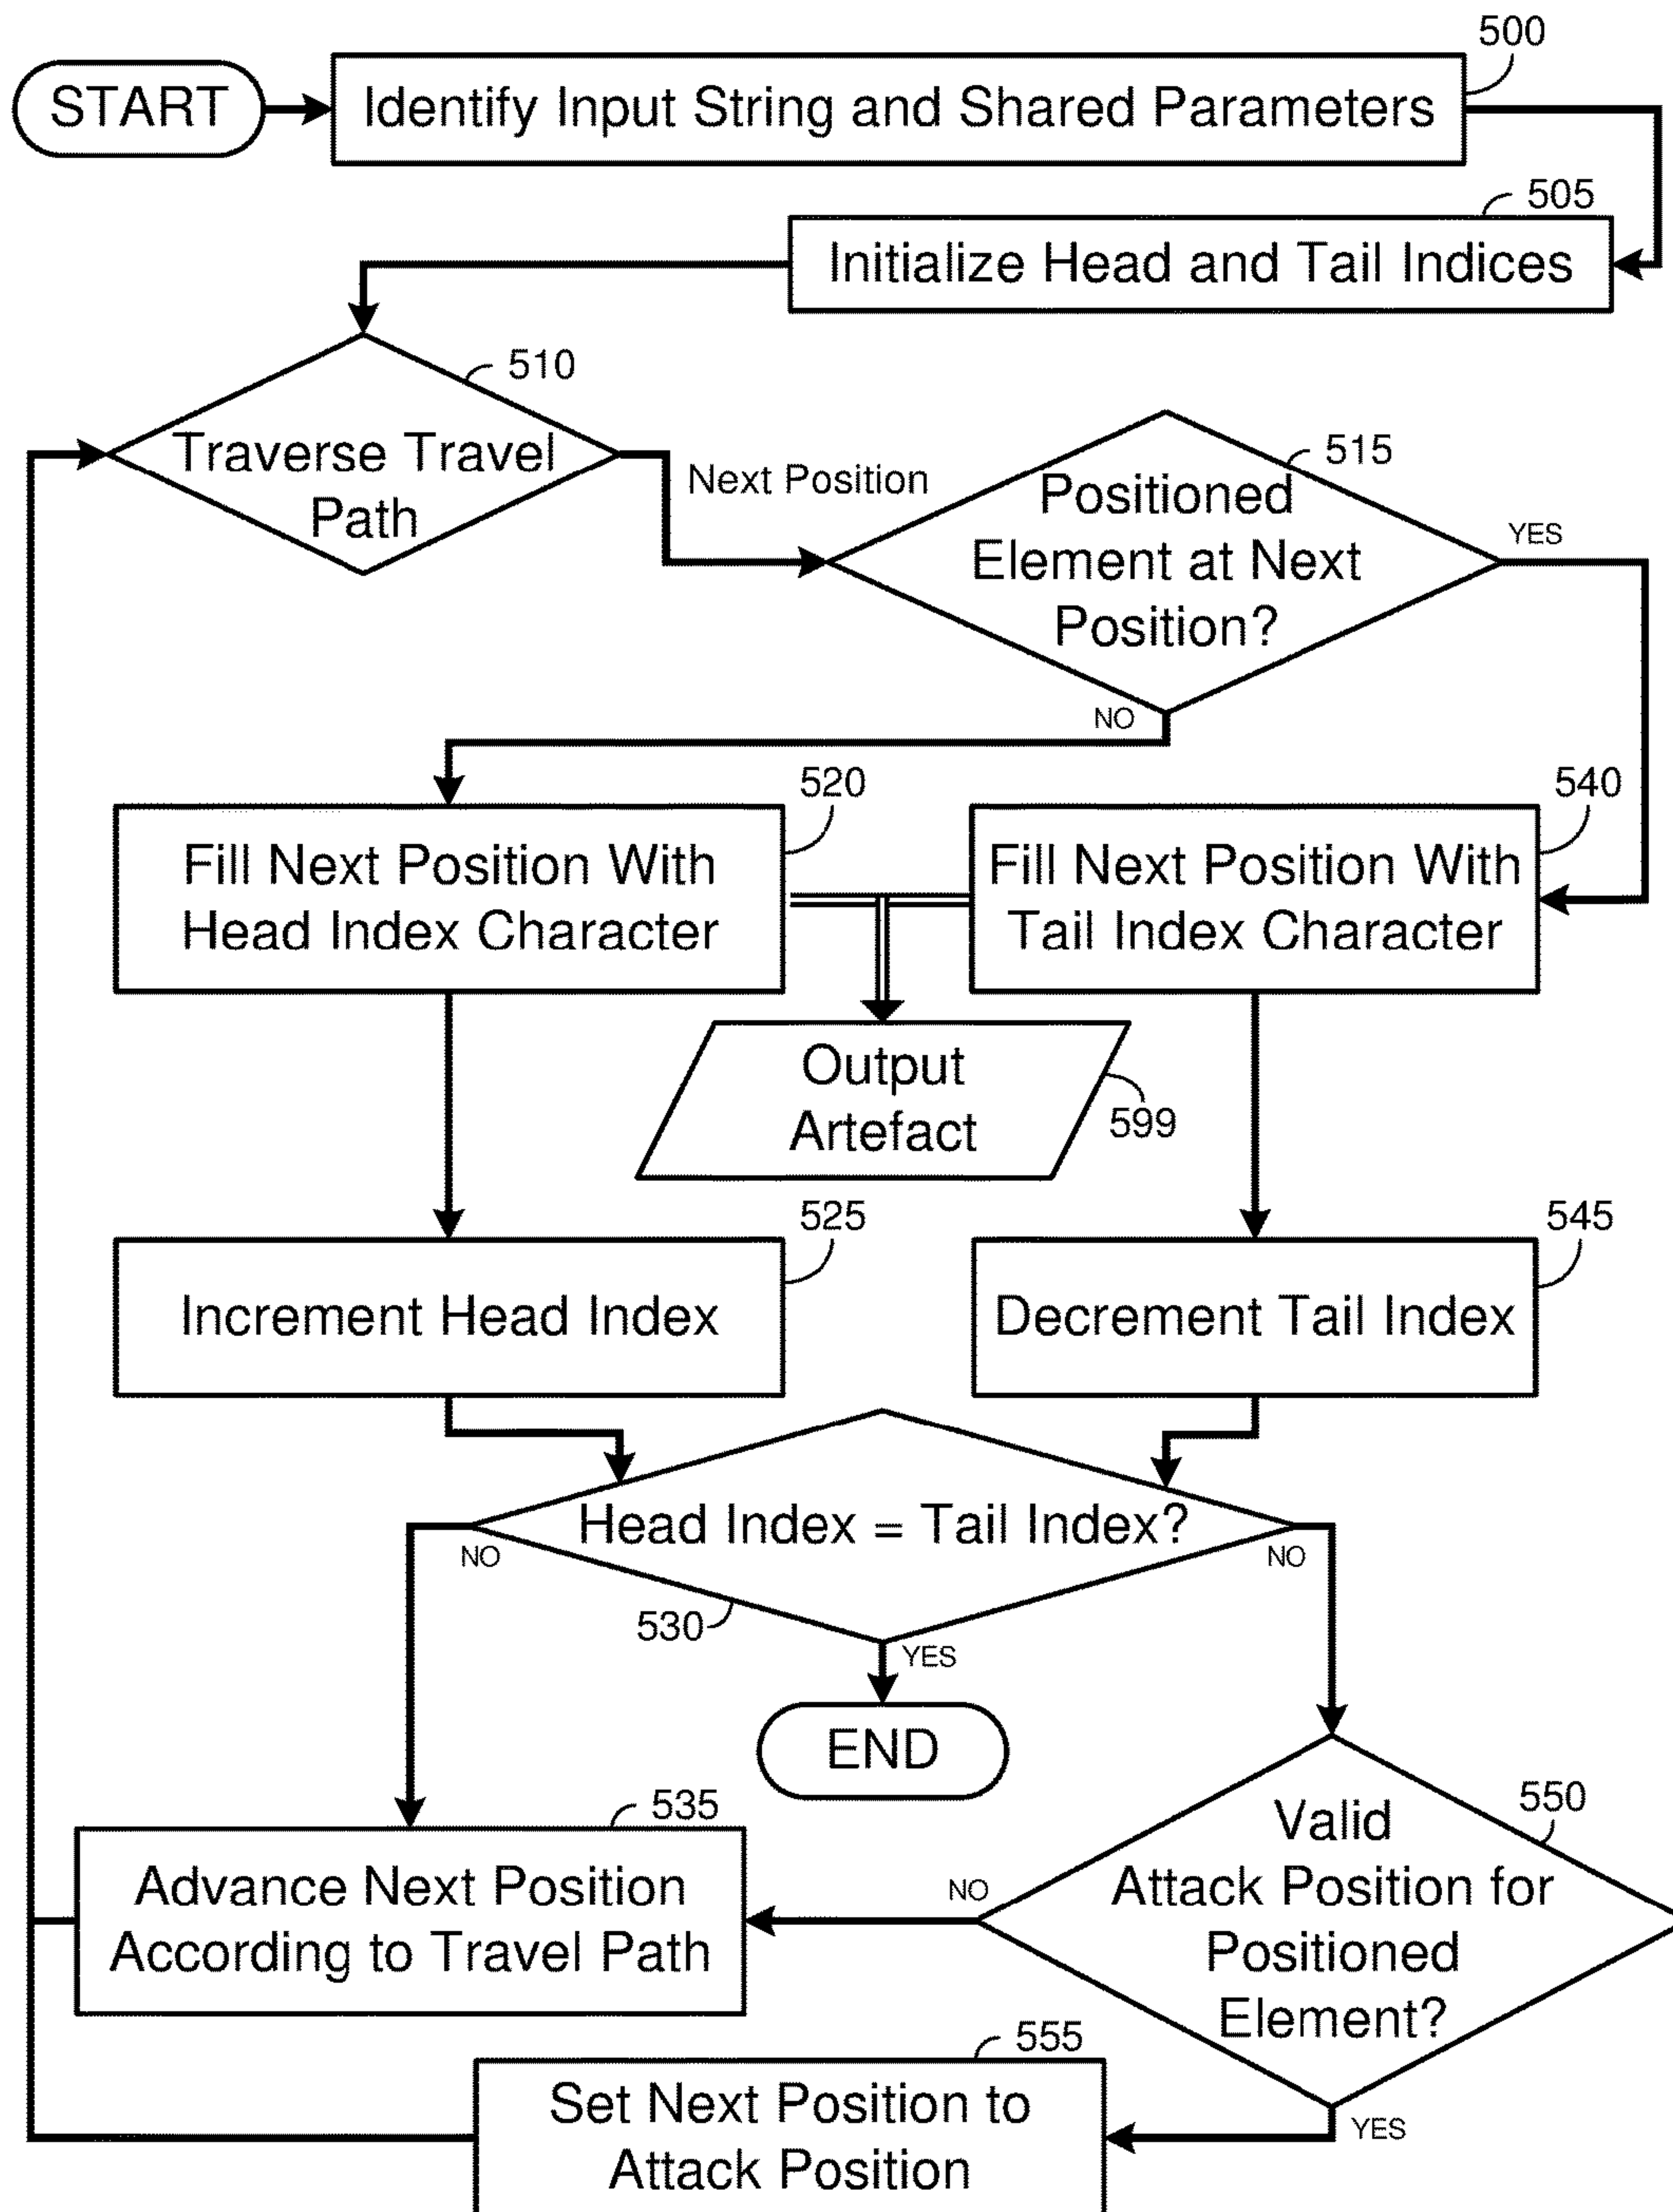 500
START
Identify Input String and Shared Parameters
505
Initialize Head and Tail Indices
510
Traverse Travel
Path
Next Position
515
Positioned
Element at Next
Position?
YES
NO
520
Fill Next Position With
Head Index Character
540
Fill Next Position With
Tail Index Character
Output
Artefact
599
525
Increment Head Index
545
Decrement Tail Index
Head Index = Tail Index?
NO
NO
530
YES
END
535
Advance Next Position
According to Travel Path
550
Valid
Attack Position for
Positioned
Element?
NO
YES
555
Set Next Position to
Attack Position